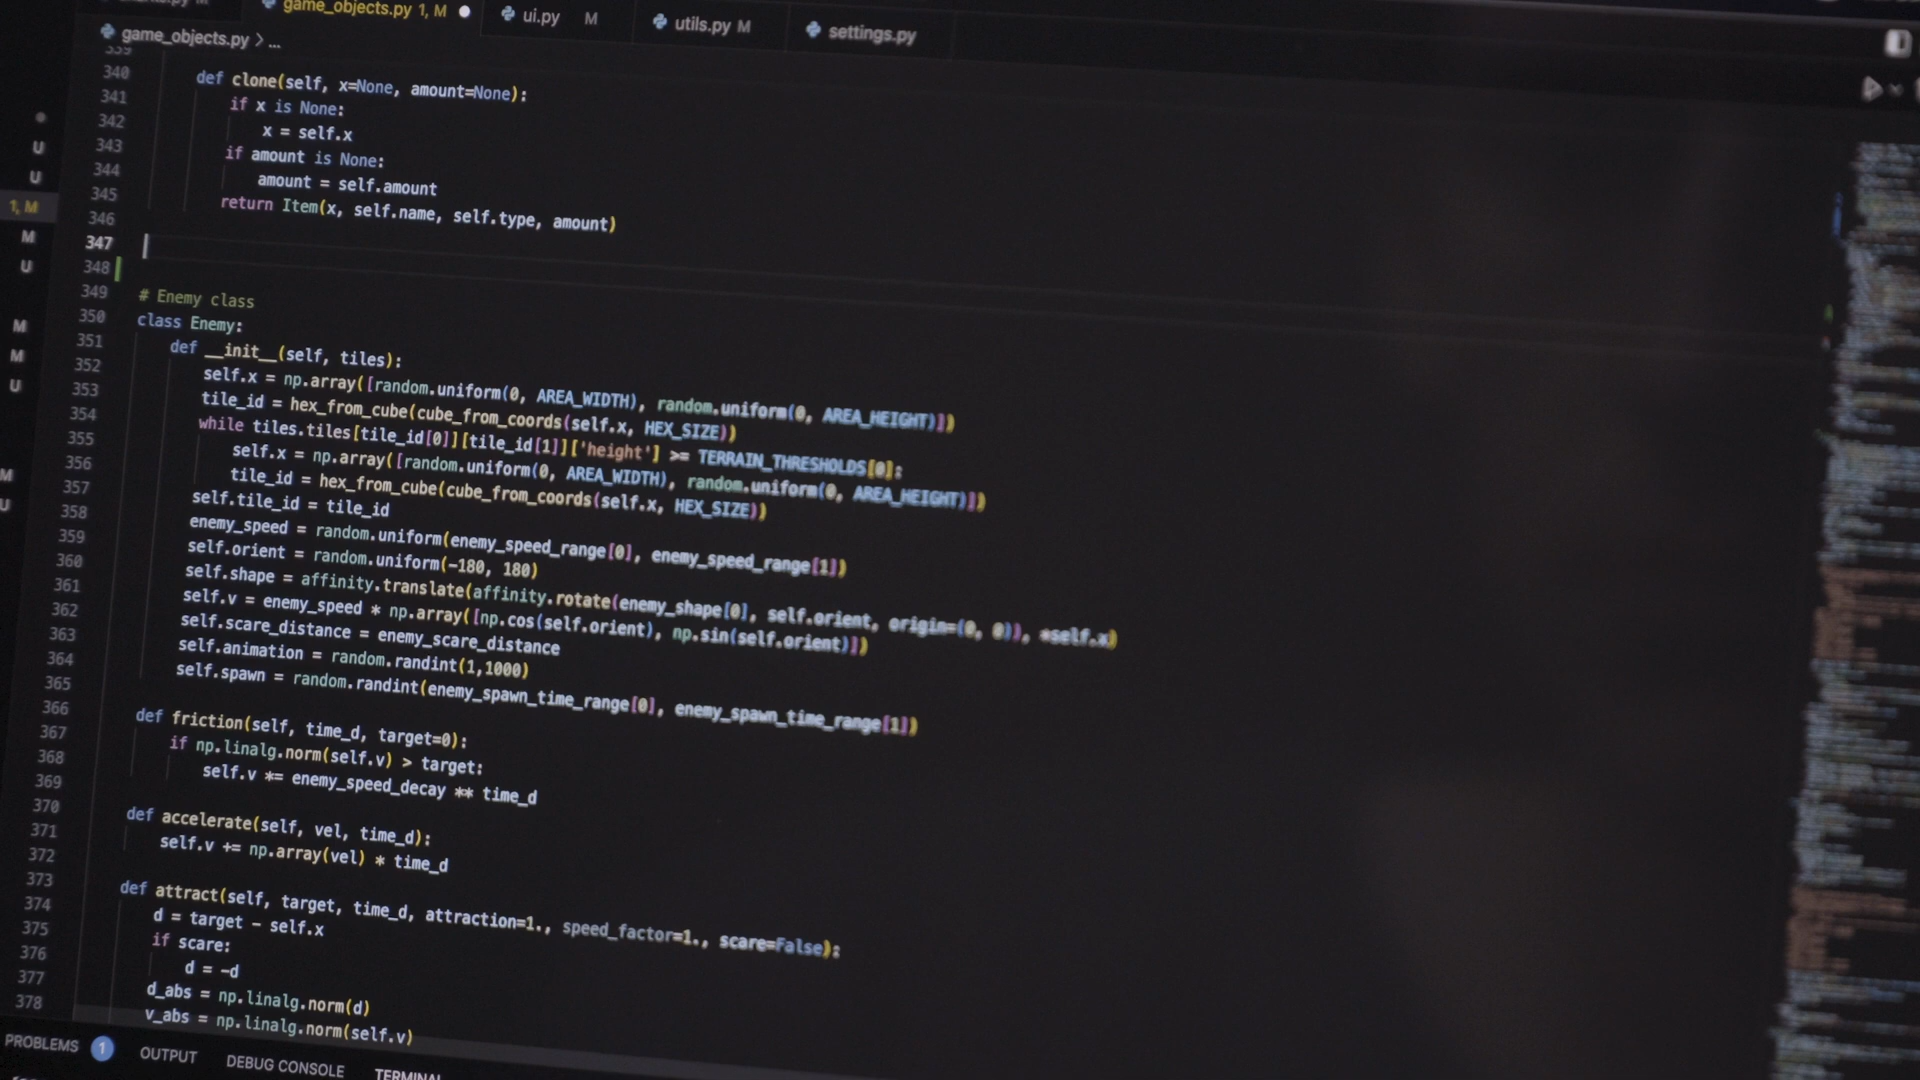 game_objects.py 1, M
ui.py M
utils.py M
settings.py
game_objects.py > ...
339
340 def clone(self, x=None, amount=None):
341 if x is None:
342 x = self.x
343 if amount is None:
344 amount = self.amount
345 return Item(x, self.name, self.type, amount)
346
347
348
349 # Enemy class
350 class Enemy:
351 def __init__(self, tiles):
352 self.x = np.array([random.uniform(0, AREA_WIDTH), random.uniform(0, AREA_HEIGHT)])
353 tile_id = hex_from_cube(cube_from_coords(self.x, HEX_SIZE))
354 while tiles.tiles[tile_id[0]][tile_id[1]]['height'] >= TERRAIN_THRESHOLDS[0]:
355 self.x = np.array([random.uniform(0, AREA_WIDTH), random.uniform(0, AREA_HEIGHT)])
356 tile_id = hex_from_cube(cube_from_coords(self.x, HEX_SIZE))
357 self.tile_id = tile_id
358 enemy_speed = random.uniform(enemy_speed_range[0], enemy_speed_range[1])
359 self.orient = random.uniform(-180, 180)
360 self.shape = affinity.translate(affinity.rotate(enemy_shape[0], self.orient, origin=(0, 0)), *self.x)
361 self.v = enemy_speed * np.array([np.cos(self.orient), np.sin(self.orient)])
362 self.scare_distance = enemy_scare_distance
363 self.animation = random.randint(1,1000)
364 self.spawn = random.randint(enemy_spawn_time_range[0], enemy_spawn_time_range[1])
365
366 def friction(self, time_d, target=0):
367 if np.linalg.norm(self.v) > target:
368 self.v *= enemy_speed_decay ** time_d
369
370 def accelerate(self, vel, time_d):
371 self.v += np.array(vel) * time_d
372
373 def attract(self, target, time_d, attraction=1., speed_factor=1., scare=False):
374 d = target - self.x
375 if scare:
376 d = -d
377 d_abs = np.linalg.norm(d)
378 v_abs = np.linalg.norm(self.v)
U
U
1, M
M
U
M
M
U
M
U
PROBLEMS 1 OUTPUT DEBUG CONSOLE TERMINAL